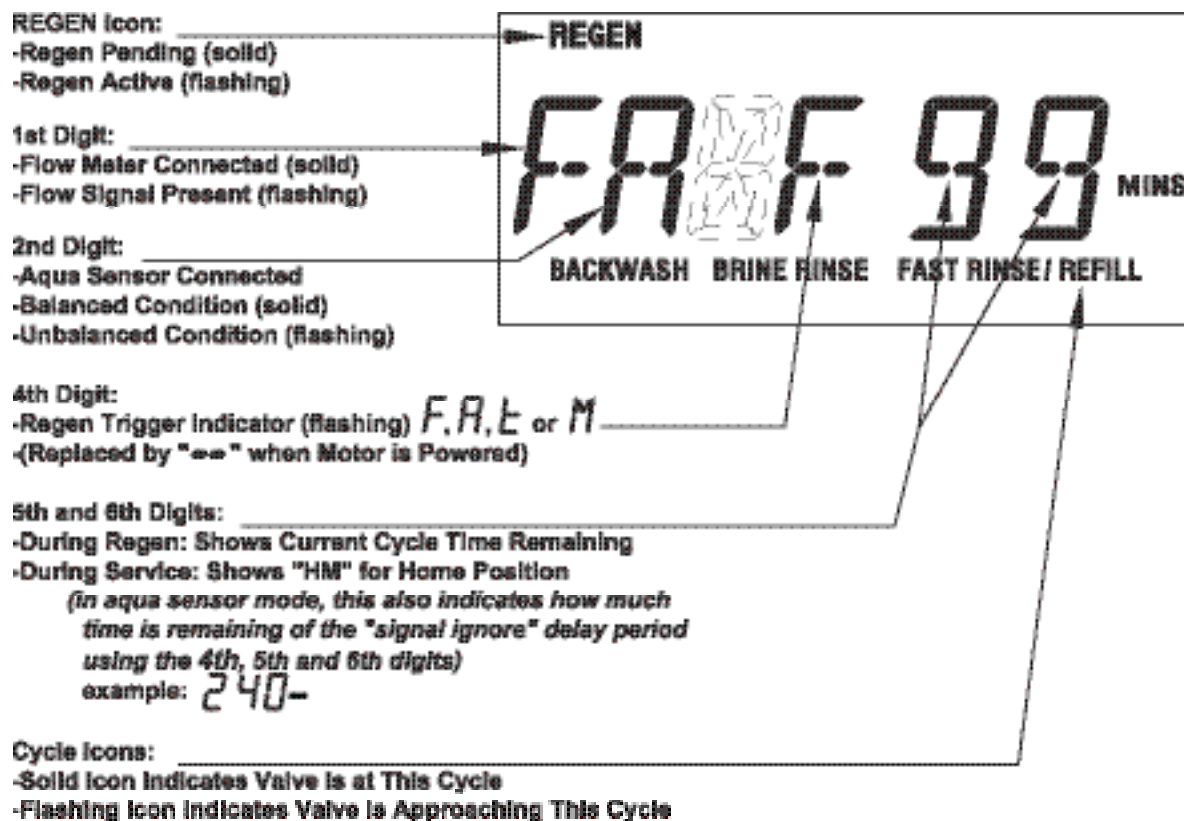 REGEN Icon:
-Regen Pending (solid)
-Regen Active (flashing)
1st Digit:
-Flow Meter Connected (solid)
-Flow Signal Present (flashing)
2nd Digit:
-Aqua Sensor Connected
-Balanced Condition (solid)
-Unbalanced Condition (flashing)
4th Digit:
-Regen Trigger Indicator (flashing) F, A, t or M
-(Replaced by "--" when Motor is Powered)
5th and 6th Digits:
-During Regen: Shows Current Cycle Time Remaining
-During Service: Shows "HM" for Home Position
(in aqua sensor mode, this also indicates how much
time is remaining of the "signal ignore" delay period
using the 4th, 5th and 6th digits)
example: 240-
Cycle Icons:
-Solid Icon Indicates Valve is at This Cycle
-Flashing Icon Indicates Valve is Approaching This Cycle
REGEN
FA F 99 MINS
BACKWASH BRINE RINSE FAST RINSE / REFILL